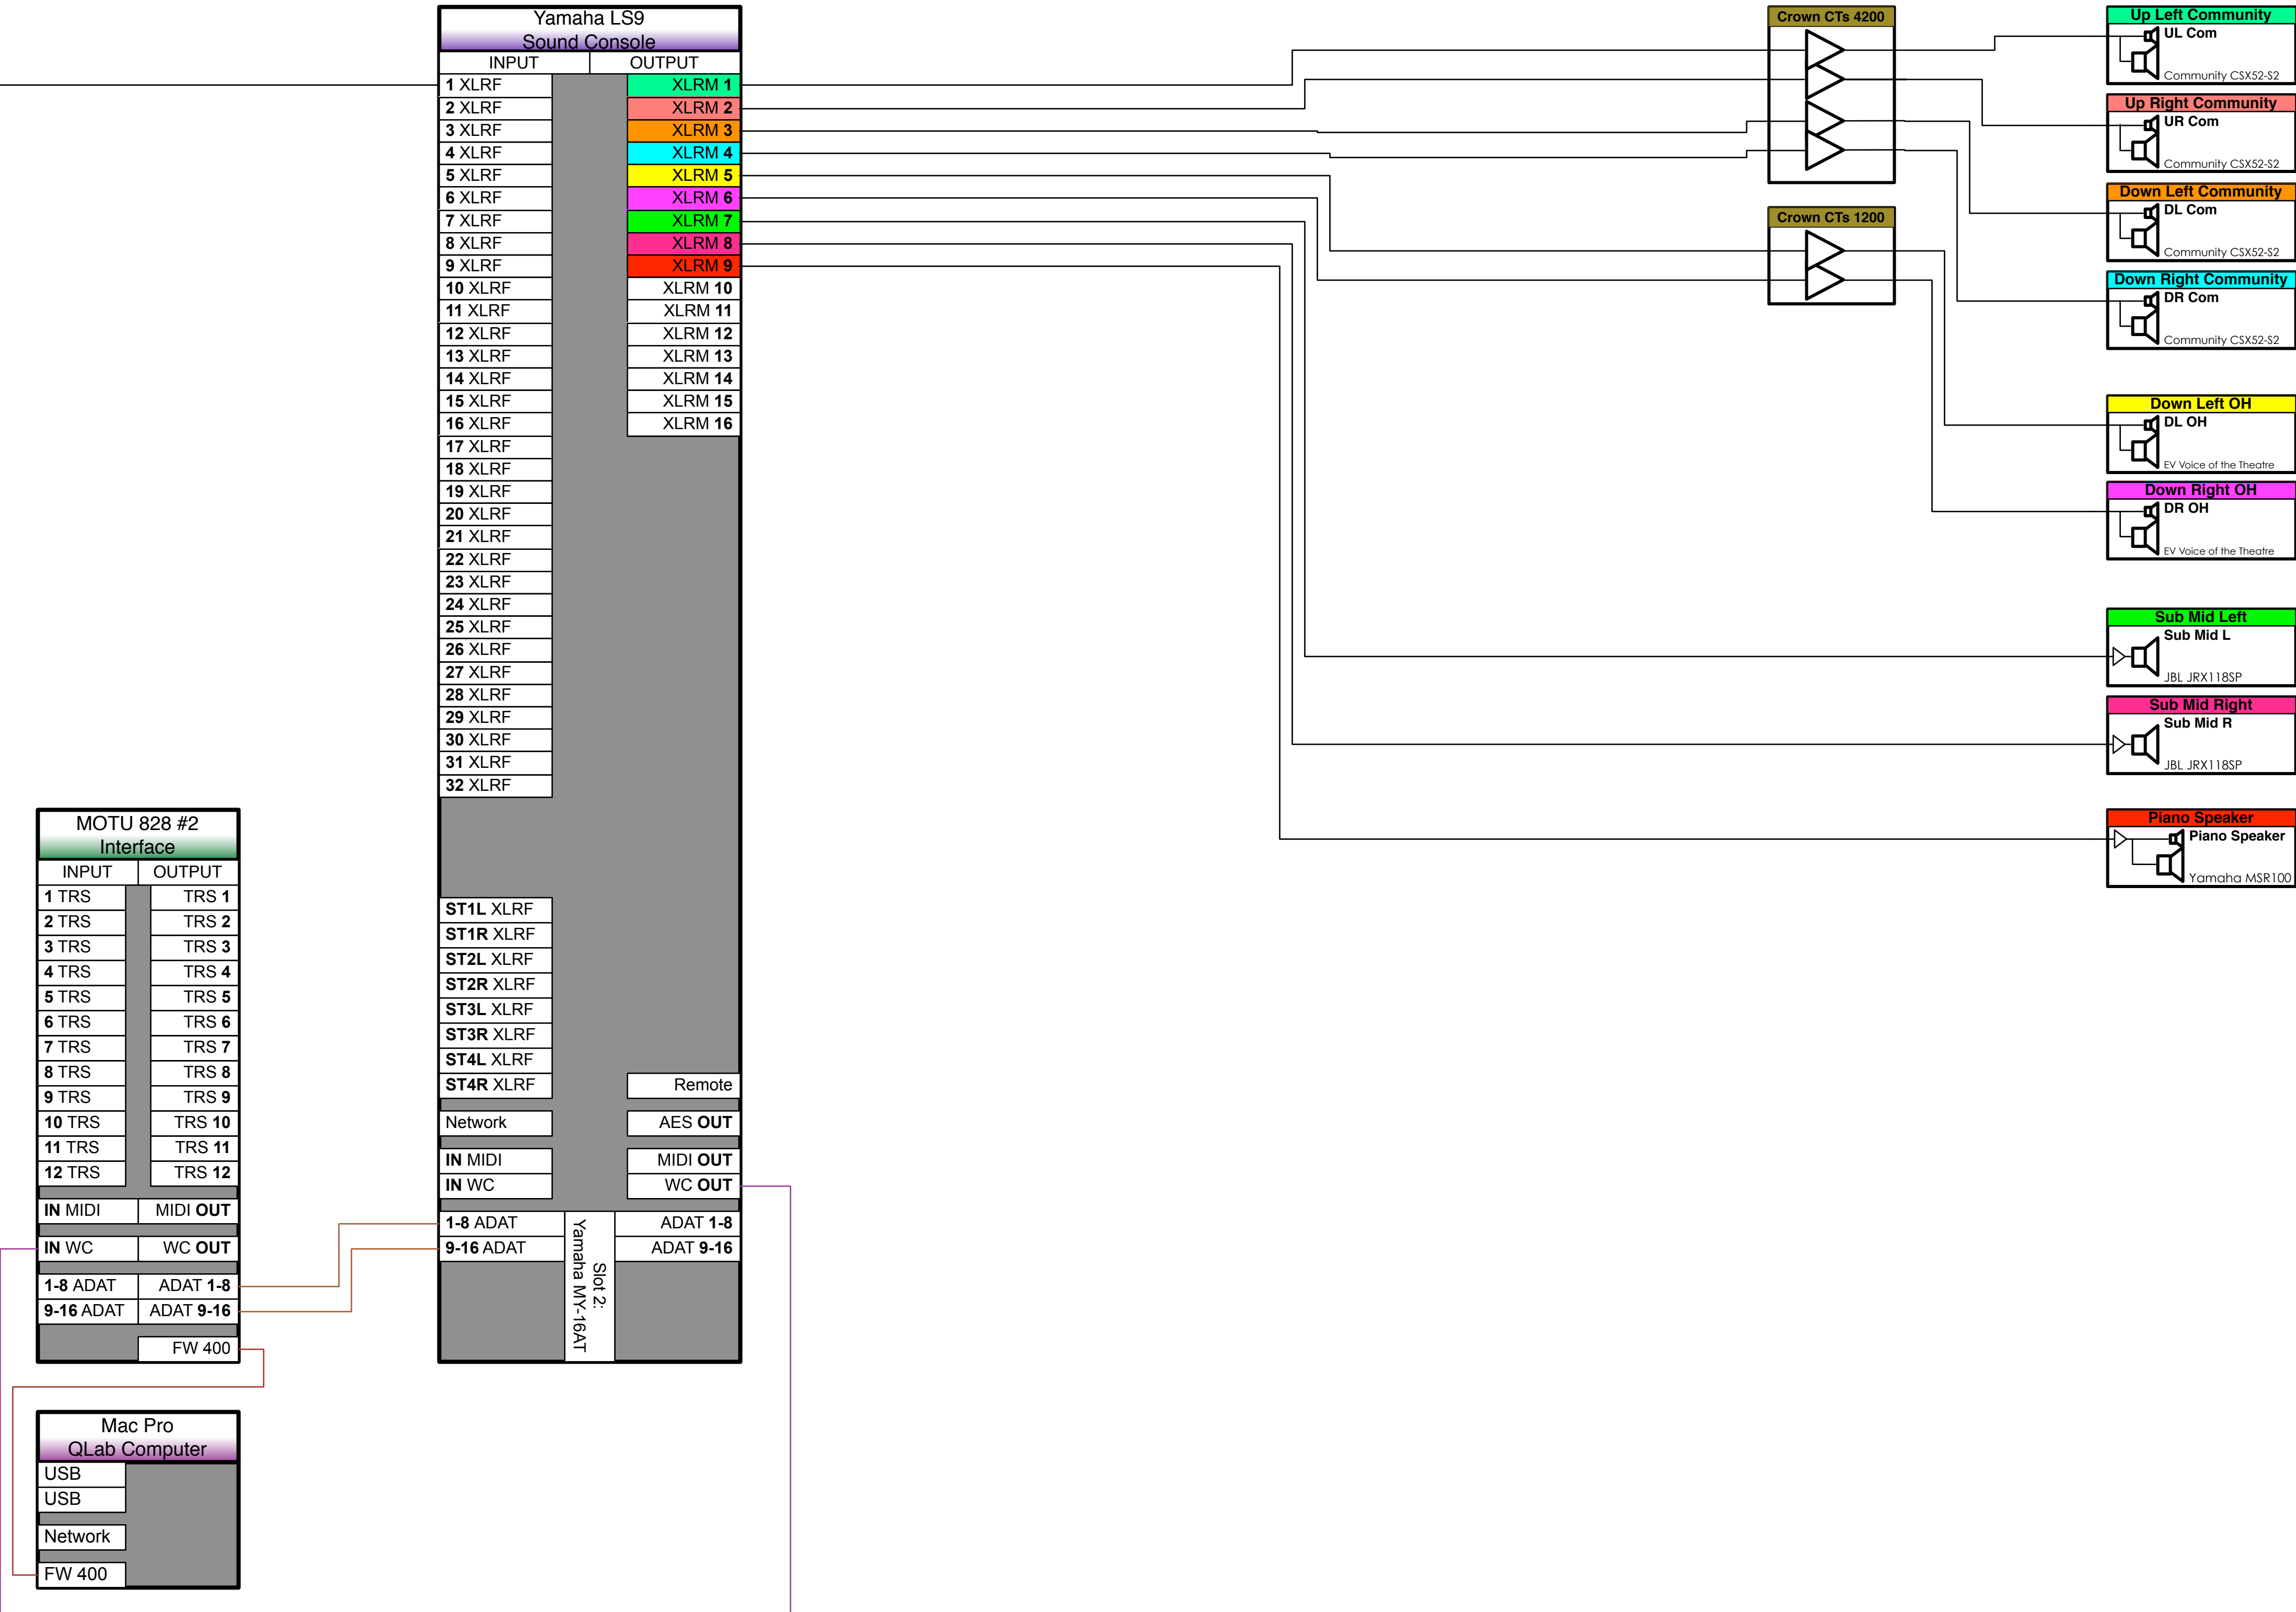 Yamaha LS9
Sound Console
INPUT OUTPUT
1 XLRF XLRM 1
2 XLRF XLRM 2
3 XLRF XLRM 3
4 XLRF XLRM 4
5 XLRF XLRM 5
6 XLRF XLRM 6
7 XLRF XLRM 7
8 XLRF XLRM 8
9 XLRF XLRM 9
10 XLRF XLRM 10
11 XLRF XLRM 11
12 XLRF XLRM 12
13 XLRF XLRM 13
14 XLRF XLRM 14
15 XLRF XLRM 15
16 XLRF XLRM 16
17 XLRF
18 XLRF
19 XLRF
20 XLRF
21 XLRF
22 XLRF
23 XLRF
24 XLRF
25 XLRF
26 XLRF
27 XLRF
28 XLRF
29 XLRF
30 XLRF
31 XLRF
32 XLRF
ST1L XLRF
ST1R XLRF
ST2L XLRF
ST2R XLRF
ST3L XLRF
ST3R XLRF
ST4L XLRF
ST4R XLRF Remote
Network AES OUT
IN MIDI MIDI OUT
IN WC WC OUT
1-8 ADAT ADAT 1-8
9-16 ADAT ADAT 9-16
Slot 2:
Yamaha MY-16AT
MOTU 828 #2
Interface
INPUT OUTPUT
1 TRS TRS 1
2 TRS TRS 2
3 TRS TRS 3
4 TRS TRS 4
5 TRS TRS 5
6 TRS TRS 6
7 TRS TRS 7
8 TRS TRS 8
9 TRS TRS 9
10 TRS TRS 10
11 TRS TRS 11
12 TRS TRS 12
IN MIDI MIDI OUT
IN WC WC OUT
1-8 ADAT ADAT 1-8
9-16 ADAT ADAT 9-16
FW 400
Mac Pro
QLab Computer
USB
USB
Network
FW 400
Crown CTs 4200
Crown CTs 1200
Up Left Community
UL Com
Community CSX52-S2
Up Right Community
UR Com
Community CSX52-S2
Down Left Community
DL Com
Community CSX52-S2
Down Right Community
DR Com
Community CSX52-S2
Down Left OH
DL OH
EV Voice of the Theatre
Down Right OH
DR OH
EV Voice of the Theatre
Sub Mid Left
Sub Mid L
JBL JRX118SP
Sub Mid Right
Sub Mid R
JBL JRX118SP
Piano Speaker
Piano Speaker
Yamaha MSR100